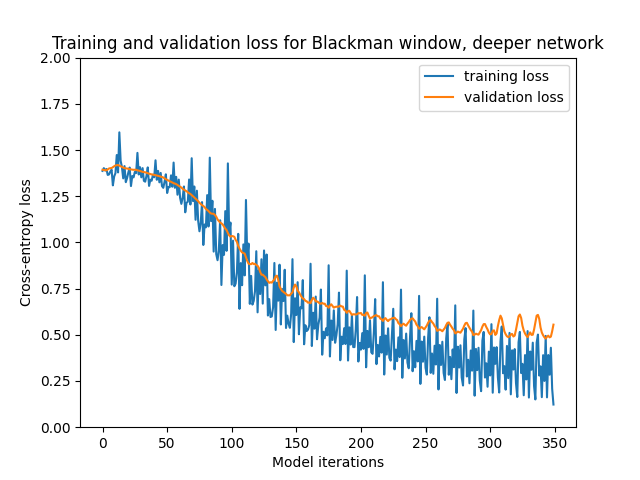 Training and validation loss for Blackman window, deeper network
training loss
validation loss
2.00
1.75
1.50
1.25
1.00
0.75
0.50
0.25
0.00
Cross-entropy loss
0 50 100 150 200 250 300 350
Model iterations